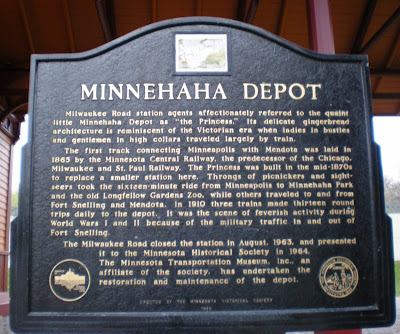 MINNEHAHA DEPOT
Milwaukee Road station agents affectionately referred to the quaint
little Minnehaha Depot as "the Princess." Its delicate gingerbread
architecture is reminiscent of the Victorian era when ladies in bustles
and gentlemen in high collars traveled largely by train.
The first track connecting Minneapolis with Mendota was laid in
1865 by the Minnesota Central Railway, the predecessor of the Chicago,
Milwaukee and St. Paul Railway. The Princess was built in the mid-1870s
to replace a smaller station here. Throngs of picnickers and sight-
seers took the sixteen-minute ride from Minneapolis to Minnehaha Park
and the old Longfellow Gardens Zoo, while others traveled to and from
Fort Snelling and Mendota. In 1910 three trains made thirteen round
trips daily to the depot. It was the scene of feverish activity during
World Wars I and II because of the military traffic in and out of
Fort Snelling.
The Milwaukee Road closed the station in August, 1963, and presented
it to the Minnesota Historical Society in 1964.
The Minnesota Transportation Museum, Inc., an
affiliate of the society, has undertaken the
restoration and maintenance of the depot.
ERECTED BY THE MINNESOTA HISTORICAL SOCIETY